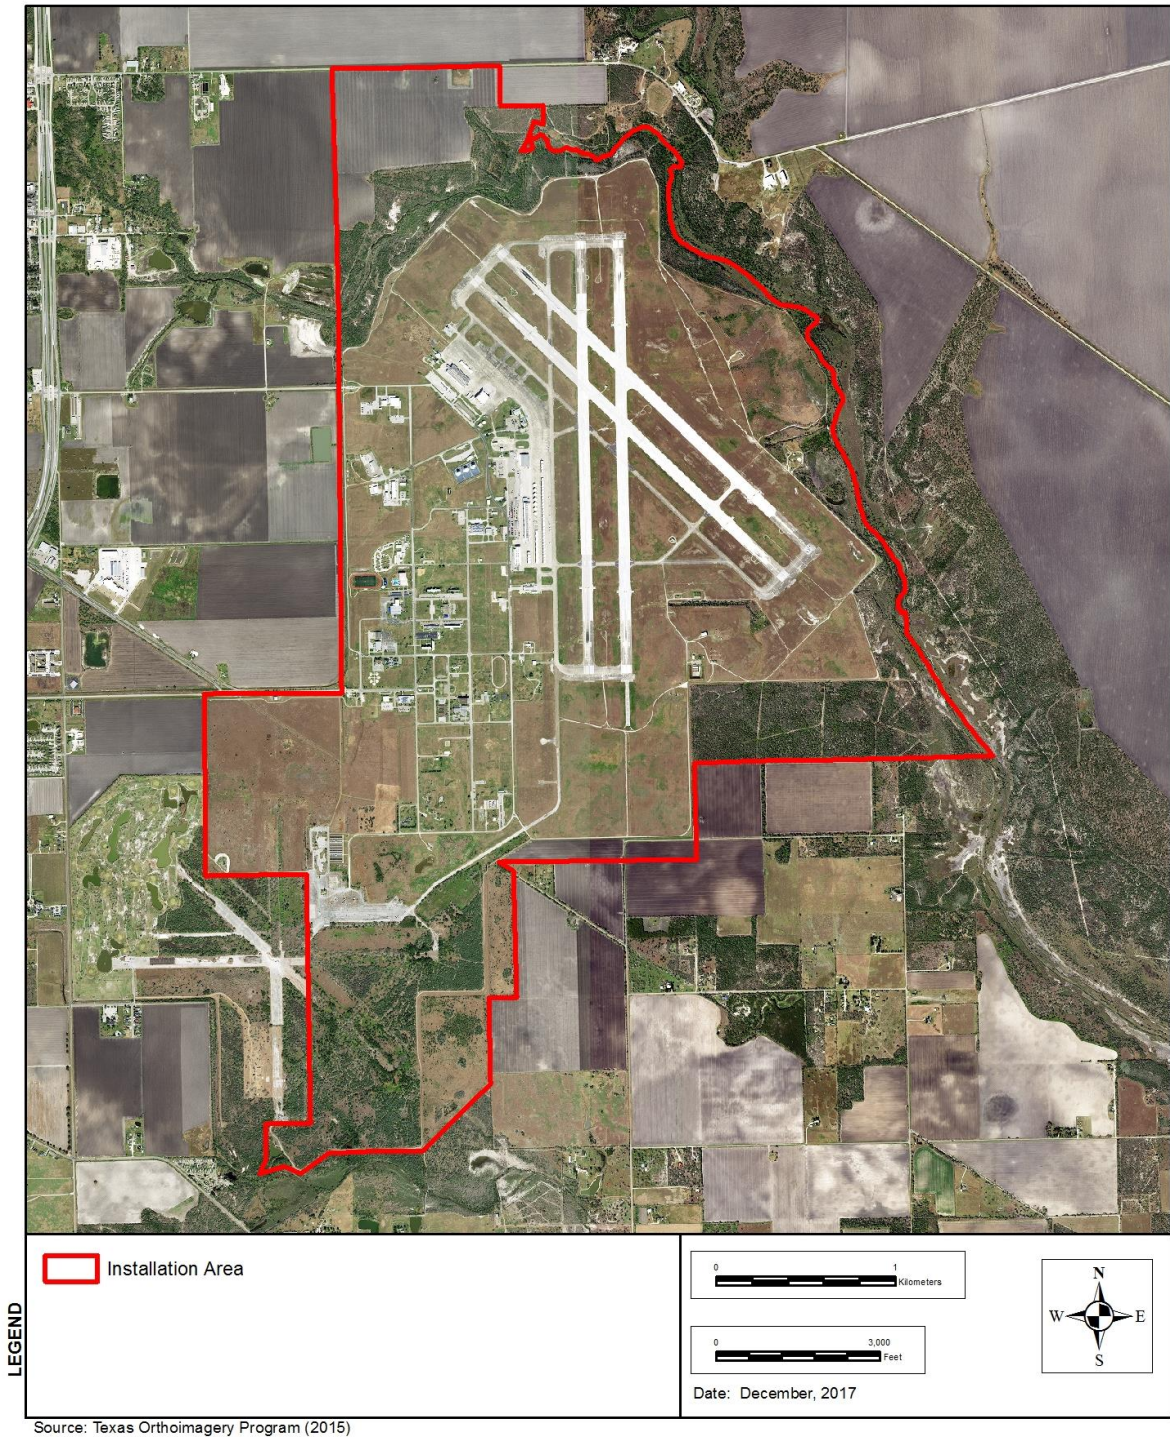 LEGEND
Installation Area
0 1
Kilometers
0 3,000
Feet
Date: December, 2017
N
W E
S
Source: Texas Orthoimagery Program (2015)